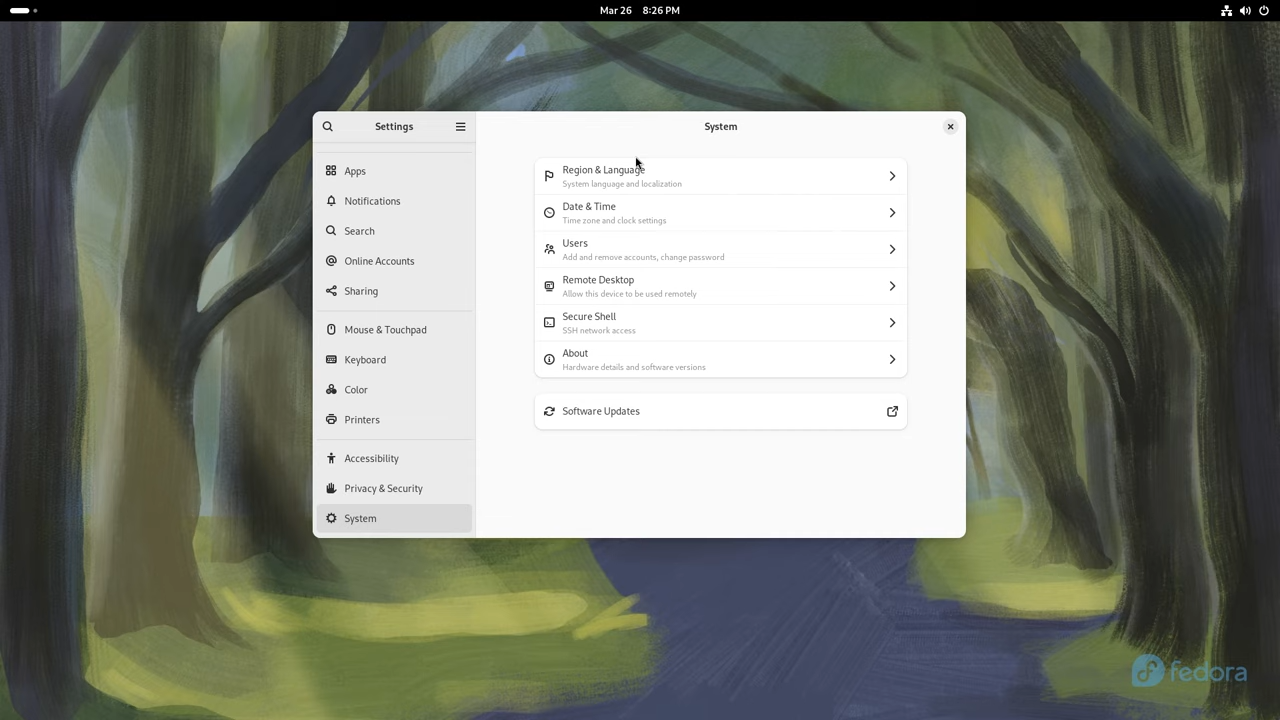 Mar 26 8:26 PM
Settings
System
Apps
Notifications
Search
Online Accounts
Sharing
Mouse & Touchpad
Keyboard
Color
Printers
Accessibility
Privacy & Security
System
Region & Language
System language and localization
Date & Time
Time zone and clock settings
Users
Add and remove accounts, change password
Remote Desktop
Allow this device to be used remotely
Secure Shell
SSH network access
About
Hardware details and software versions
Software Updates
fedora